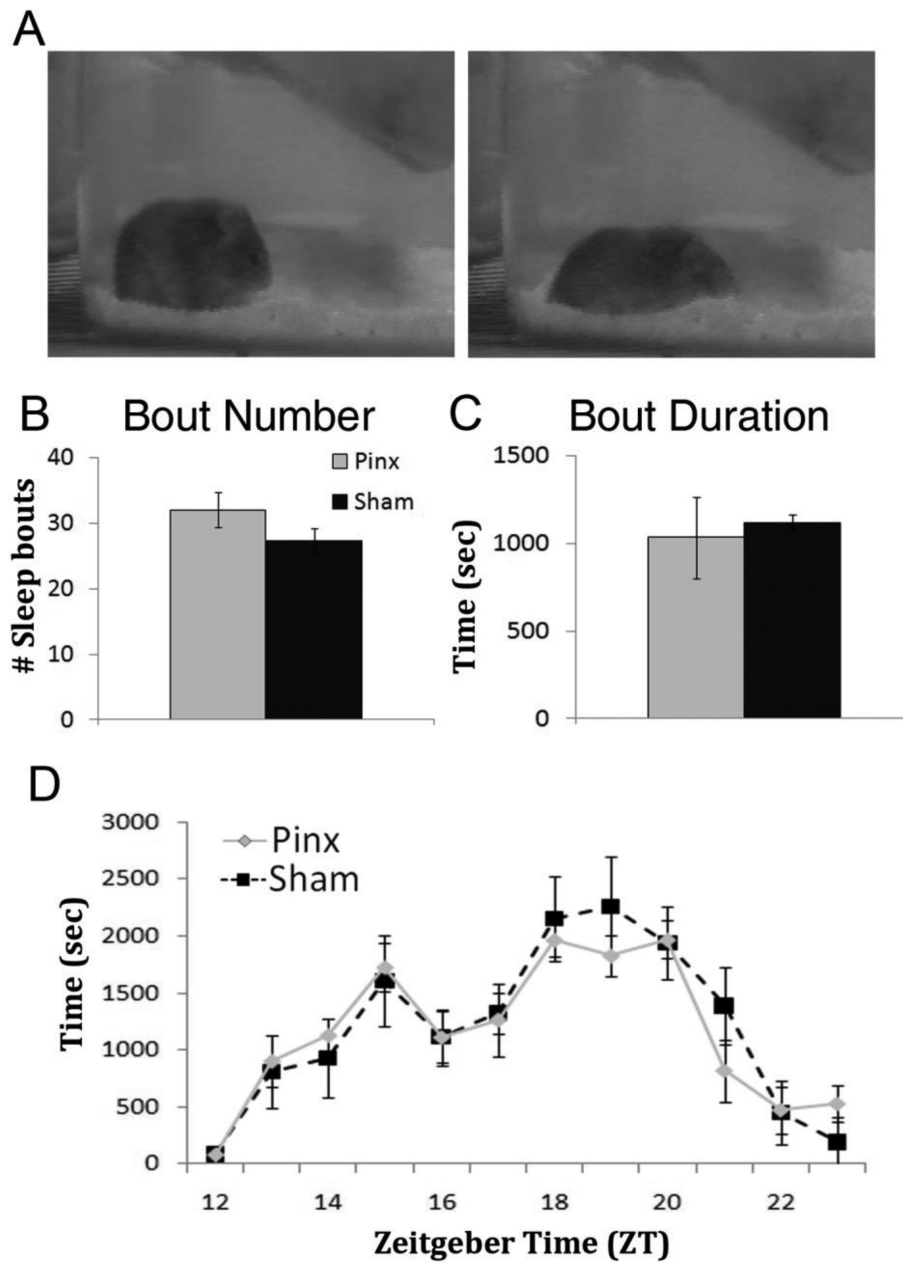 A
B Bout Number
C Bout Duration
40
30
20
10
0
# Sleep bouts
Pinx
Sham
1500
1000
500
0
Time (sec)
D
3000
2500
2000
1500
1000
500
0
Time (sec)
Pinx
Sham
12 14 16 18 20 22
Zeitgeber Time (ZT)